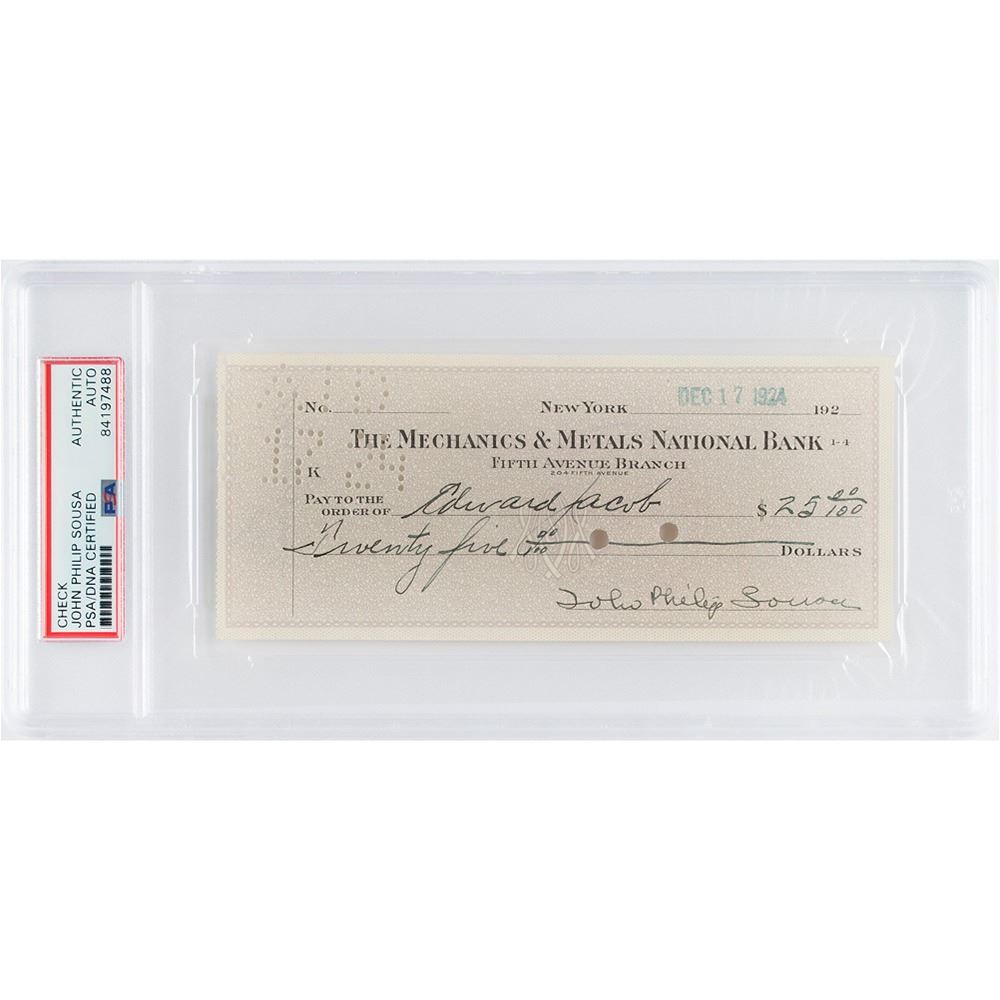 CHECK
JOHN PHILIP SOUSA
PSA/DNA CERTIFIED
AUTHENTIC
AUTO
84197488
PSA
No. NEW YORK DEC 17 1924 192
THE MECHANICS & METALS NATIONAL BANK 1-4
FIFTH AVENUE BRANCH
204 FIFTH AVENUE
K
PAY TO THE
ORDER OF Edward Jacob $ 25 00/100
Twenty five 00/100 DOLLARS
John Philip Sousa
12 24